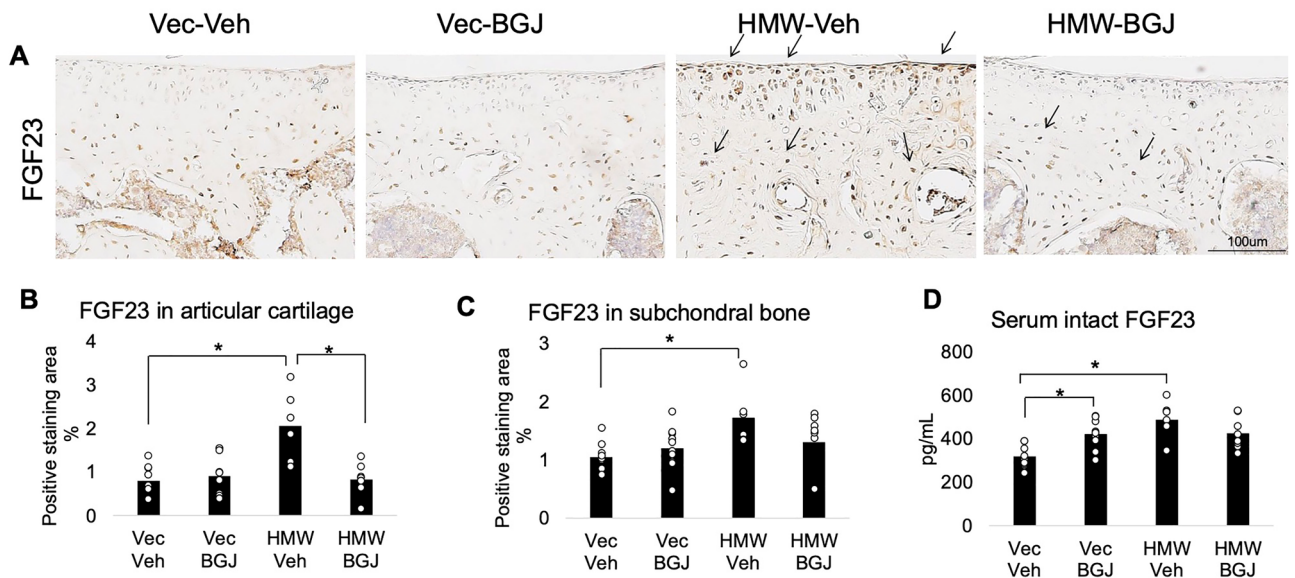 Vec-Veh
Vec-BGJ
HMW-Veh
HMW-BGJ
A
FGF23
100um
B
FGF23 in articular cartilage
Positive staining area
%
4
3
2
1
0
*
*
Vec
Veh
Vec
BGJ
HMW
Veh
HMW
BGJ
C
FGF23 in subchondral bone
Positive staining area
%
3
2
1
0
*
Vec
Veh
Vec
BGJ
HMW
Veh
HMW
BGJ
D
Serum intact FGF23
pg/mL
800
600
400
200
0
*
*
Vec
Veh
Vec
BGJ
HMW
Veh
HMW
BGJ